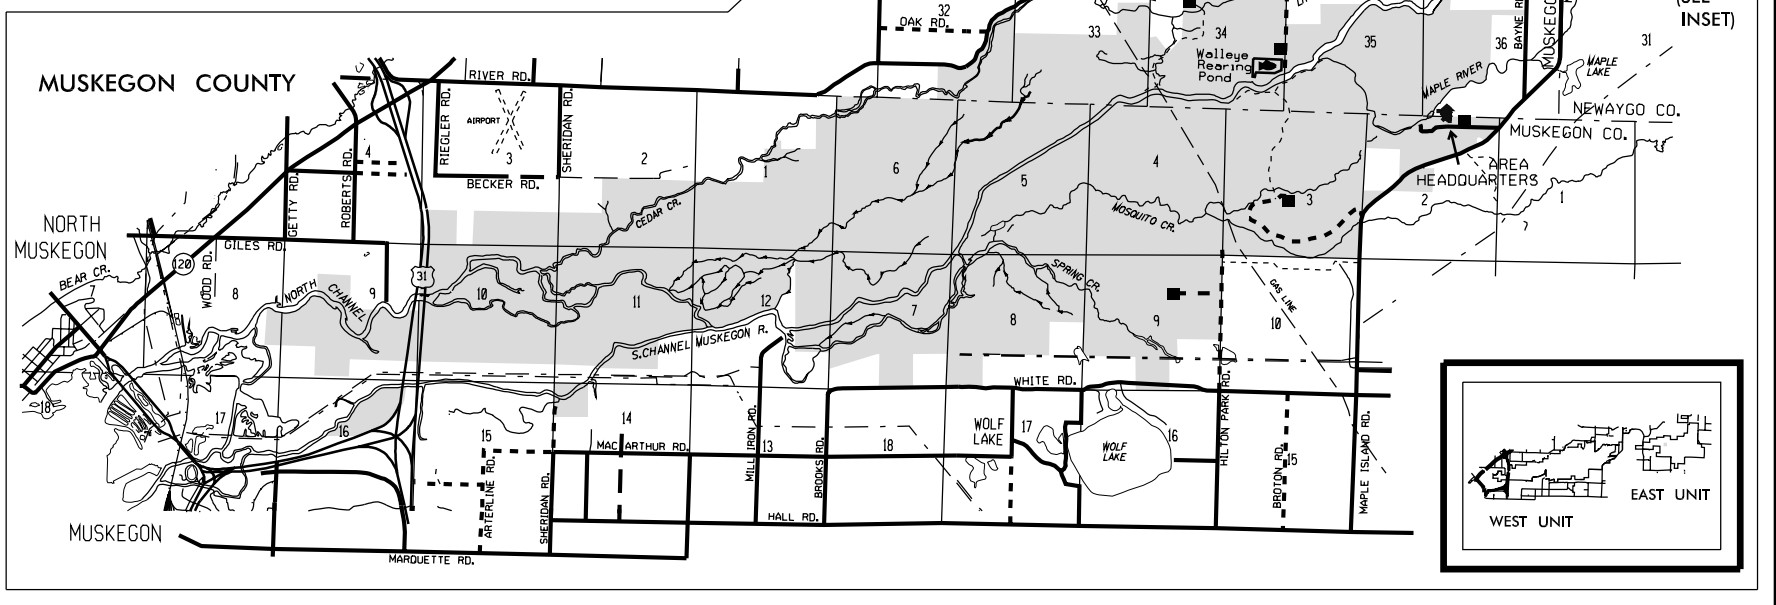 32
OAK RD.
33
34
35
36
BAYNE R
MUSKEGO
31
INSET)
Walleye
Rearing
Pond
MAPLE RIVER
MAPLE
LAKE
NEWAYGO CO.
MUSKEGON CO.
AREA
HEADQUARTERS
MUSKEGON COUNTY
RIVER RD.
RIEGLER RD.
AIRPORT
SHERIDAN RD.
BECKER RD.
4
3
2
1
6
5
4
3
2
1
GETTY RD.
ROBERTS RD.
CEDAR CR.
MOSQUITO CR.
NORTH
MUSKEGON
GILES RD.
120
31
BEAR CR.
WOOD RD.
7
8
NORTH
CHANNEL
9
10
11
12
7
8
SPRING CR.
9
GAS LINE
10
S.CHANNEL MUSKEGON R.
WHITE RD.
18
17
16
15
14
MAC ARTHUR RD.
MILL IRON RD.
13
BROOKS RD.
18
WOLF
LAKE
17
WOLF
LAKE
16
HILTON PARK RD.
BROTON RD.
15
MAPLE ISLAND RD.
ARTERLINE RD.
SHERIDAN RD.
HALL RD.
MUSKEGON
MARQUETTE RD.
EAST UNIT
WEST UNIT